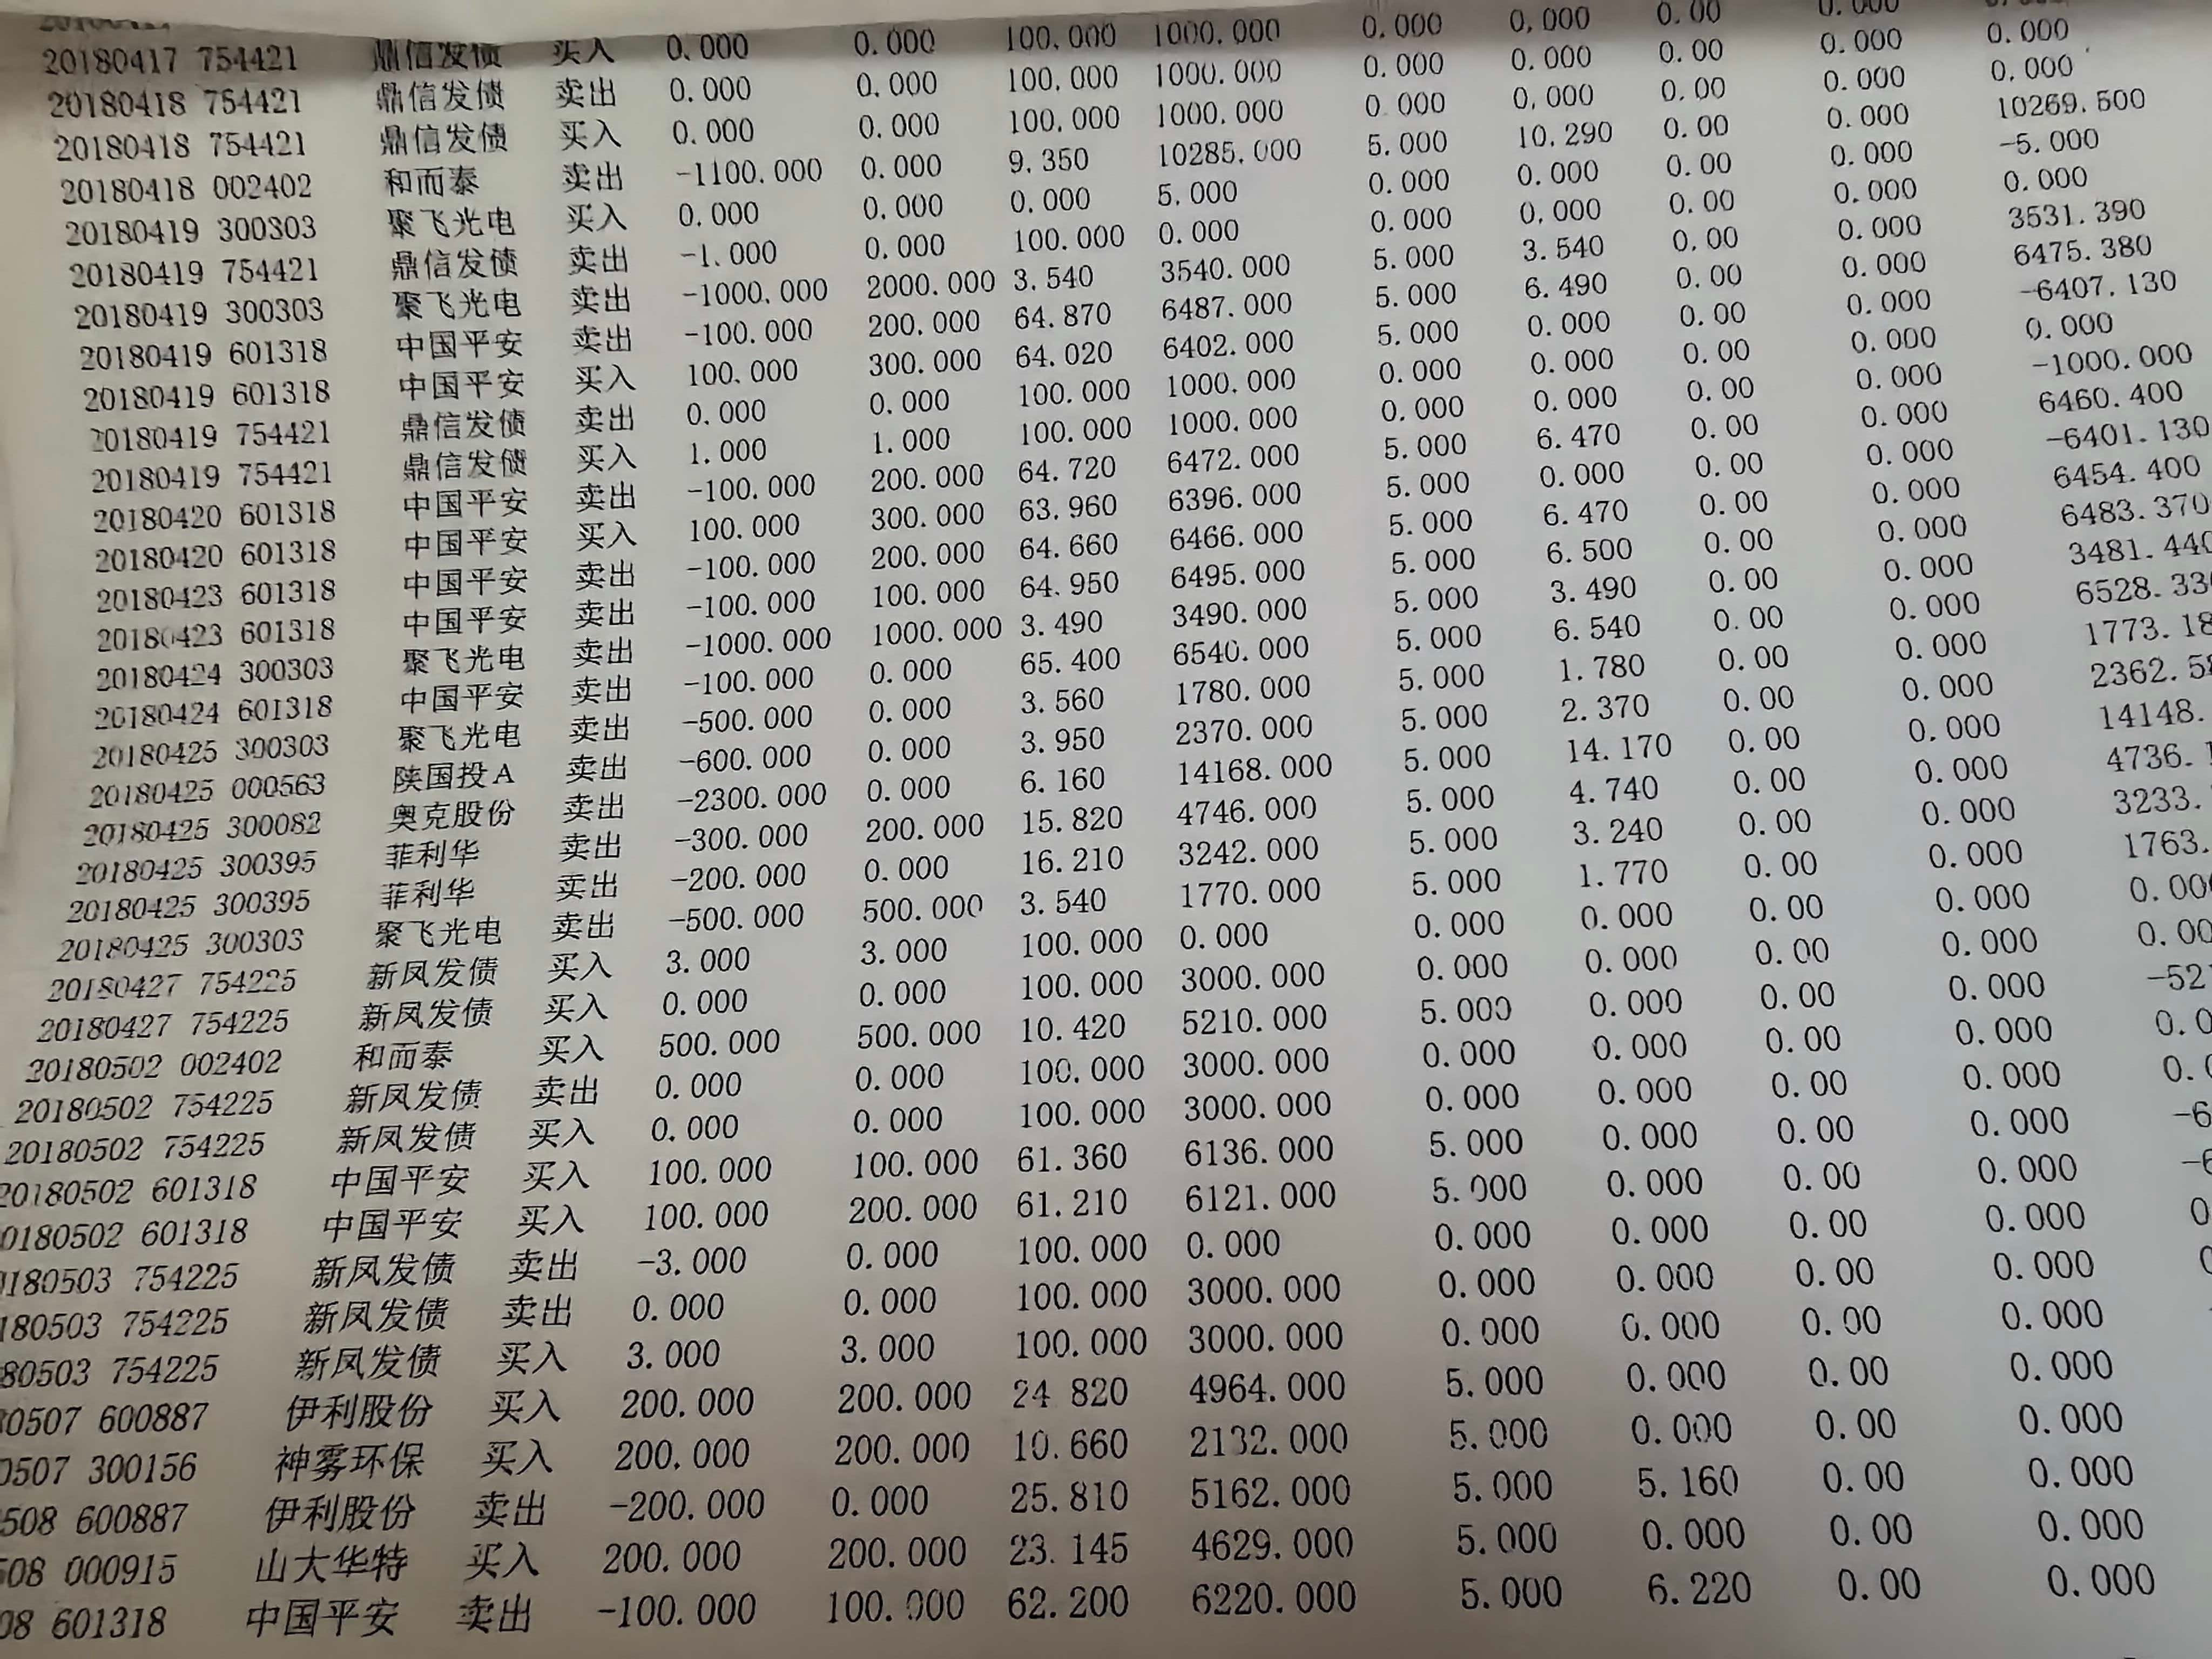 20180417 754421 鼎信发债 买入 0.000 0.000 100.000 1000.000 0.000 0.000 0.00
20180418 754421 鼎信发债 卖出 0.000 0.000 100.000 1000.000 0.000 0.000 0.00 0.000 0.000
20180418 754421 鼎信发债 买入 0.000 0.000 100.000 1000.000 0.000 0.000 0.00 0.000 0.000
20180418 002402 和而泰 卖出 -1100.000 0.000 9.350 10285.000 5.000 10.290 0.00 0.000 10269.500
20180419 300303 聚飞光电 买入 0.000 0.000 0.000 5.000 0.000 0.000 0.00 0.000 -5.000
20180419 754421 鼎信发债 卖出 -1.000 0.000 100.000 0.000 0.000 0.000 0.00 0.000 0.000
20180419 300303 聚飞光电 卖出 -1000.000 2000.000 3.540 3540.000 5.000 3.540 0.00 0.000 3531.390
20180419 601318 中国平安 卖出 -100.000 200.000 64.870 6487.000 5.000 6.490 0.00 0.000 6475.380
20180419 601318 中国平安 买入 100.000 300.000 64.020 6402.000 5.000 0.000 0.00 0.000 -6407.130
20180419 754421 鼎信发债 卖出 0.000 0.000 100.000 1000.000 0.000 0.000 0.00 0.000 0.000
20180419 754421 鼎信发债 买入 1.000 1.000 100.000 1000.000 0.000 0.000 0.00 0.000 -1000.000
20180420 601318 中国平安 卖出 -100.000 200.000 64.720 6472.000 5.000 6.470 0.00 0.000 6460.400
20180420 601318 中国平安 买入 100.000 300.000 63.960 6396.000 5.000 0.000 0.00 0.000 -6401.130
20180423 601318 中国平安 卖出 -100.000 200.000 64.660 6466.000 5.000 6.470 0.00 0.000 6454.400
20180423 601318 中国平安 卖出 -100.000 100.000 64.950 6495.000 5.000 6.500 0.00 0.000 6483.370
20180424 300303 聚飞光电 卖出 -1000.000 1000.000 3.490 3490.000 5.000 3.490 0.00 0.000 3481.440
20180424 601318 中国平安 卖出 -100.000 0.000 65.400 6540.000 5.000 6.540 0.00 0.000 6528.33
20180425 300303 聚飞光电 卖出 -500.000 0.000 3.560 1780.000 5.000 1.780 0.00 0.000 1773.18
20180425 000563 陕国投A 卖出 -600.000 0.000 3.950 2370.000 5.000 2.370 0.00 0.000 2362.5
20180425 300082 奥克股份 卖出 -2300.000 0.000 6.160 14168.000 5.000 14.170 0.00 0.000 14148.
20180425 300395 菲利华 卖出 -300.000 200.000 15.820 4746.000 5.000 4.740 0.00 0.000 4736.
20180425 300395 菲利华 卖出 -200.000 0.000 16.210 3242.000 5.000 3.240 0.00 0.000 3233.
20180425 300303 聚飞光电 卖出 -500.000 500.000 3.540 1770.000 5.000 1.770 0.00 0.000 1763.
20180427 754225 新凤发债 买入 3.000 3.000 100.000 0.000 0.000 0.000 0.00 0.000 0.00
20180427 754225 新凤发债 买入 0.000 0.000 100.000 3000.000 0.000 0.000 0.00 0.000 0.00
20180502 002402 和而泰 买入 500.000 500.000 10.420 5210.000 5.000 0.000 0.00 0.000 -52
20180502 754225 新凤发债 卖出 0.000 0.000 100.000 3000.000 0.000 0.000 0.00 0.000 0.0
20180502 754225 新凤发债 买入 0.000 0.000 100.000 3000.000 0.000 0.000 0.00 0.000 0.
20180502 601318 中国平安 买入 100.000 100.000 61.360 6136.000 5.000 0.000 0.00 0.000 -6
0180502 601318 中国平安 买入 100.000 200.000 61.210 6121.000 5.000 0.000 0.00 0.000 -6
180503 754225 新凤发债 卖出 -3.000 0.000 100.000 0.000 0.000 0.000 0.00 0.000 0
180503 754225 新凤发债 卖出 0.000 0.000 100.000 3000.000 0.000 0.000 0.00 0.000
80503 754225 新凤发债 买入 3.000 3.000 100.000 3000.000 0.000 0.000 0.00 0.000
0507 600887 伊利股份 买入 200.000 200.000 24 820 4964.000 5.000 0.000 0.00 0.000
0507 300156 神雾环保 买入 200.000 200.000 10.660 2132.000 5.000 0.000 0.00 0.000
508 600887 伊利股份 卖出 -200.000 0.000 25.810 5162.000 5.000 5.160 0.00 0.000
08 000915 山大华特 买入 200.000 200.000 23.145 4629.000 5.000 0.000 0.00 0.000
08 601318 中国平安 卖出 -100.000 100.000 62.200 6220.000 5.000 6.220 0.00 0.000